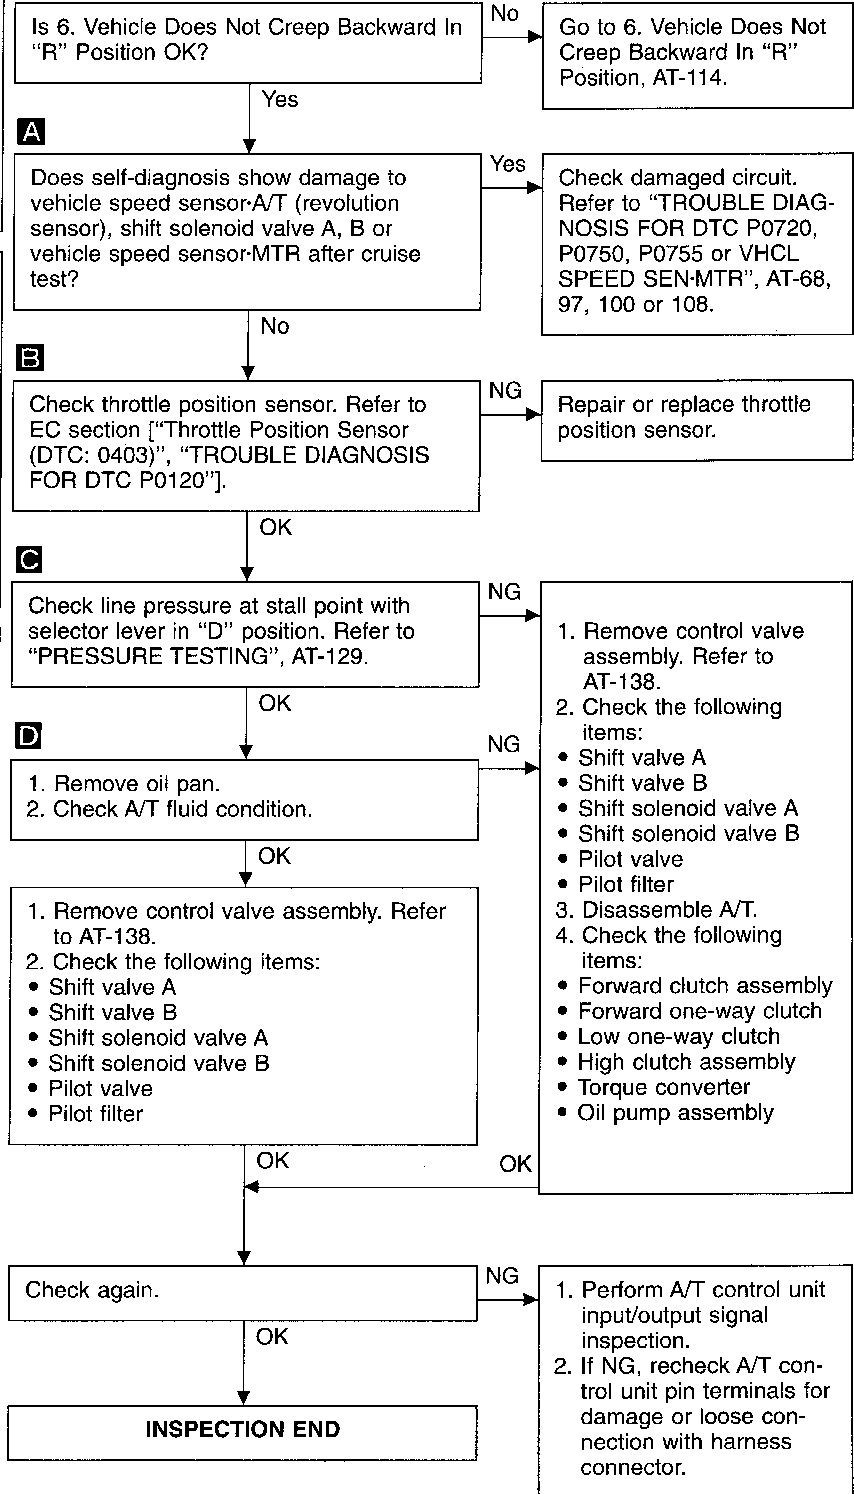 Is 6. Vehicle Does Not Creep Backward In
“R” Position OK?
No
Go to 6. Vehicle Does Not
Creep Backward In “R”
Position, AT-114.
Yes
A
Does self-diagnosis show damage to
vehicle speed sensor·A/T (revolution
sensor), shift solenoid valve A, B or
vehicle speed sensor·MTR after cruise
test?
Yes
Check damaged circuit.
Refer to “TROUBLE DIAG-
NOSIS FOR DTC P0720,
P0750, P0755 or VHCL
SPEED SEN·MTR”, AT-68,
97, 100 or 108.
No
B
Check throttle position sensor. Refer to
EC section [“Throttle Position Sensor
(DTC: 0403)”, “TROUBLE DIAGNOSIS
FOR DTC P0120”].
NG
Repair or replace throttle
position sensor.
OK
C
Check line pressure at stall point with
selector lever in “D” position. Refer to
“PRESSURE TESTING”, AT-129.
NG
OK
D
1. Remove oil pan.
2. Check A/T fluid condition.
NG
1. Remove control valve
assembly. Refer to
AT-138.
2. Check the following
items:
• Shift valve A
• Shift valve B
• Shift solenoid valve A
• Shift solenoid valve B
• Pilot valve
• Pilot filter
3. Disassemble A/T.
4. Check the following
items:
• Forward clutch assembly
• Forward one-way clutch
• Low one-way clutch
• High clutch assembly
• Torque converter
• Oil pump assembly
OK
1. Remove control valve assembly. Refer
to AT-138.
2. Check the following items:
• Shift valve A
• Shift valve B
• Shift solenoid valve A
• Shift solenoid valve B
• Pilot valve
• Pilot filter
OK
OK
Check again.
NG
1. Perform A/T control unit
input/output signal
inspection.
2. If NG, recheck A/T con-
trol unit pin terminals for
damage or loose con-
nection with harness
connector.
OK
INSPECTION END